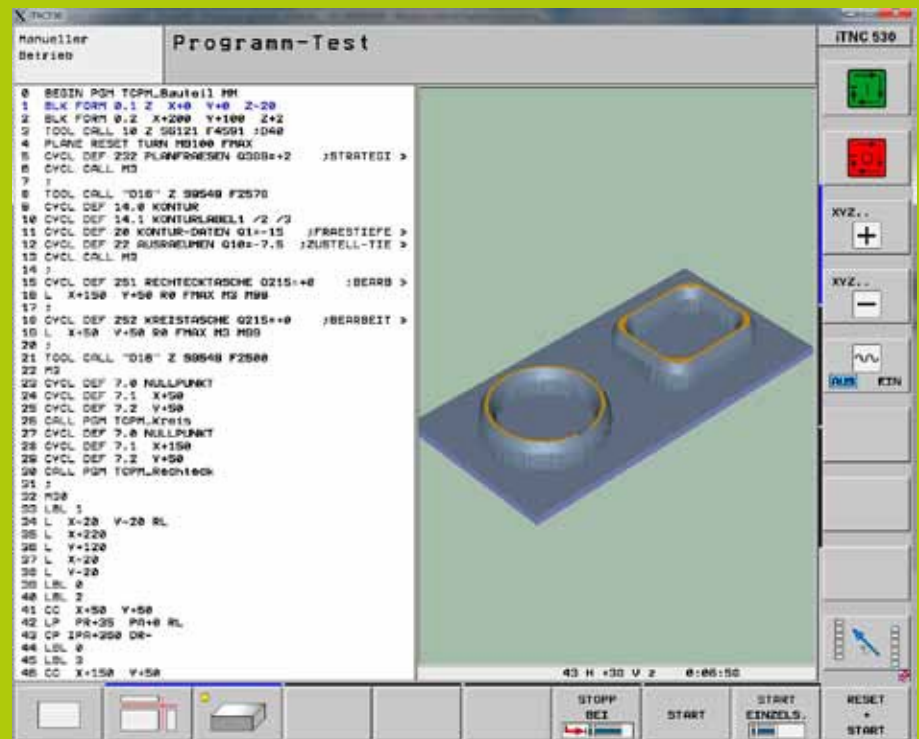 iTNC530
Manueller
Betrieb
Programm-Test
iTNC 530
0 BEGIN PGM TCPM_Bauteil MM
1 BLK FORM 0.1 Z X+0 Y+0 Z-20
2 BLK FORM 0.2 X+200 Y+100 Z+2
3 TOOL CALL 10 Z S6121 F4591 ;D40
4 PLANE RESET TURN MB100 FMAX
5 CYCL DEF 232 PLANFRAESEN Q389=+2 ;STRATEGI >
6 CYCL CALL M3
7 ;
8 TOOL CALL "D16" Z S9549 F2570
9 CYCL DEF 14.0 KONTUR
10 CYCL DEF 14.1 KONTURLABEL1 /2 /3
11 CYCL DEF 20 KONTUR-DATEN Q1=-15 ;FRAESTIEFE >
12 CYCL DEF 22 AUSRAEUMEN Q10=-7.5 ;ZUSTELL-TIE >
13 CYCL CALL M3
14 ;
15 CYCL DEF 251 RECHTECKTASCHE Q215=+0 ;BEARB >
16 L X+150 Y+50 R0 FMAX M3 M99
17 ;
18 CYCL DEF 252 KREISTASCHE Q215=+0 ;BEARBEIT >
19 L X+50 Y+50 R0 FMAX M3 M99
20 ;
21 TOOL CALL "D16" Z S9549 F2500
22 M3
23 CYCL DEF 7.0 NULLPUNKT
24 CYCL DEF 7.1 X+50
25 CYCL DEF 7.2 Y+50
26 CALL PGM TCPM_Kreis
27 CYCL DEF 7.0 NULLPUNKT
28 CYCL DEF 7.1 X+150
29 CYCL DEF 7.2 Y+50
30 CALL PGM TCPM_Rechteck
31 ;
32 M30
33 LBL 1
34 L X-20 Y-20 RL
35 L X+220
36 L Y+120
37 L X-20
38 L Y-20
39 LBL 0
40 LBL 2
41 CC X+50 Y+50
42 LP PR+35 PA+0 RL
43 CP IPA+360 DR-
44 LBL 0
45 LBL 3
46 CC X+150 Y+50
XYZ..
+
XYZ..
-
AUS EIN
0:06:50
STOPP
BEI
START
START
EINZELS.
RESET
+
START